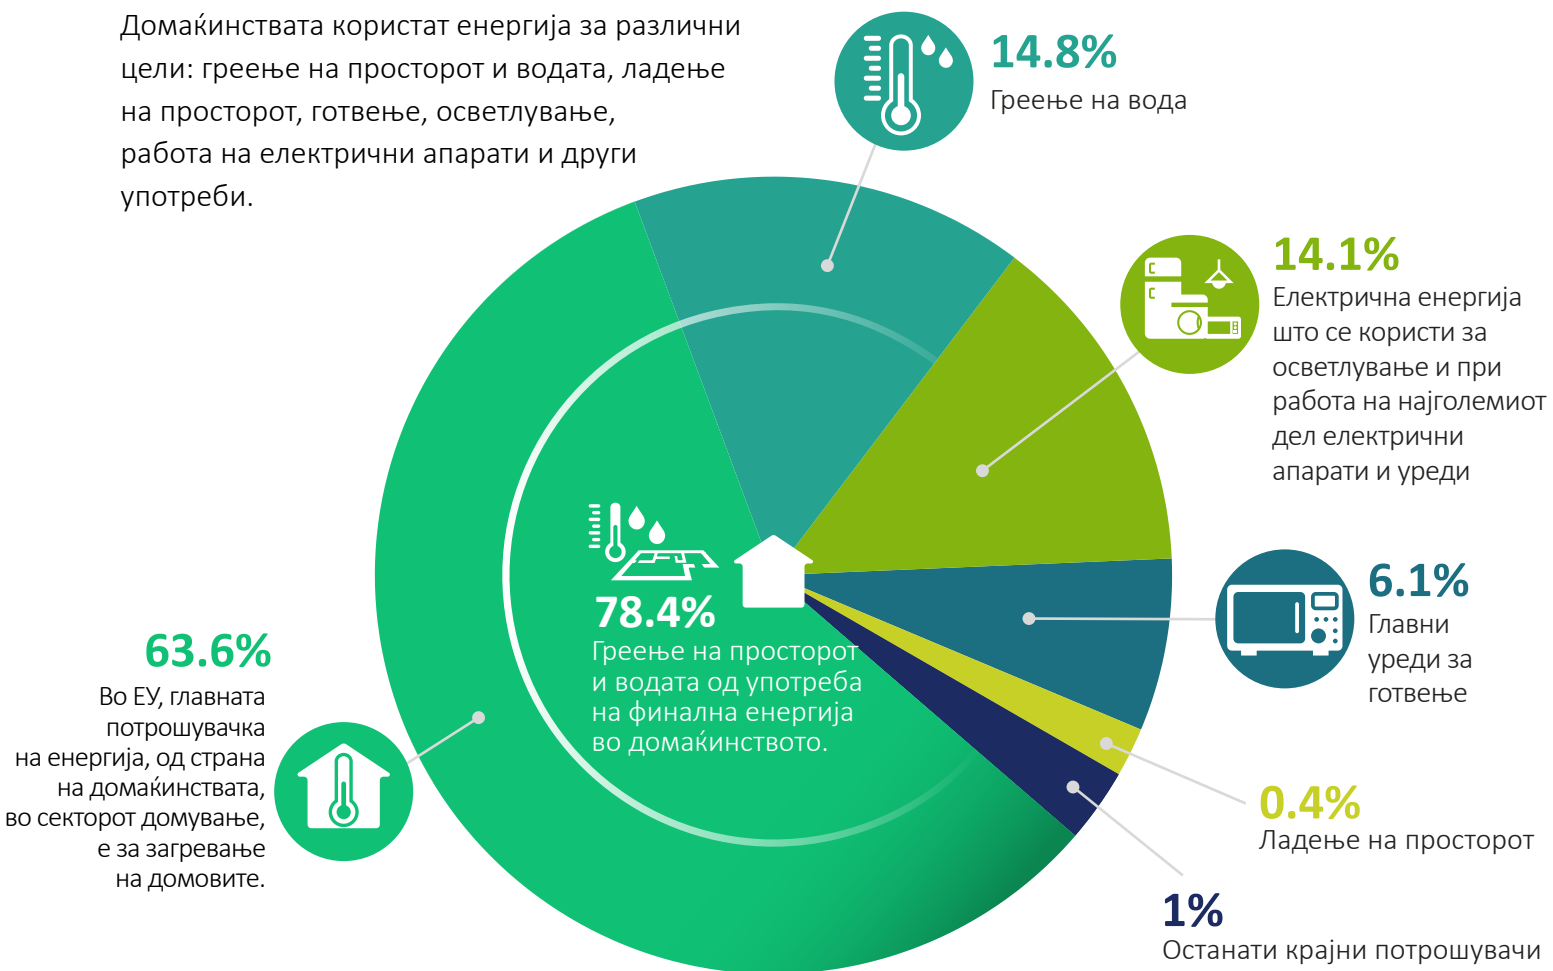 Домаќинствата користат енергија за различни
цели: греење на просторот и водата, ладење
на просторот, готвење, осветлување,
работа на електрични апарати и други
употреби.
14.8%
Греење на вода
14.1%
Електрична енергија
што се користи за
осветлување и при
работа на најголемиот
дел електрични
апарати и уреди
6.1%
Главни
уреди за
готвење
0.4%
Ладење на просторот
1%
Останати крајни потрошувачи
78.4%
Греење на просторот
и водата од употреба
на финална енергија
во домаќинството.
63.6%
Во ЕУ, главната
потрошувачка
на енергија, од страна
на домаќинствата,
во секторот домување,
е за загревање
на домовите.